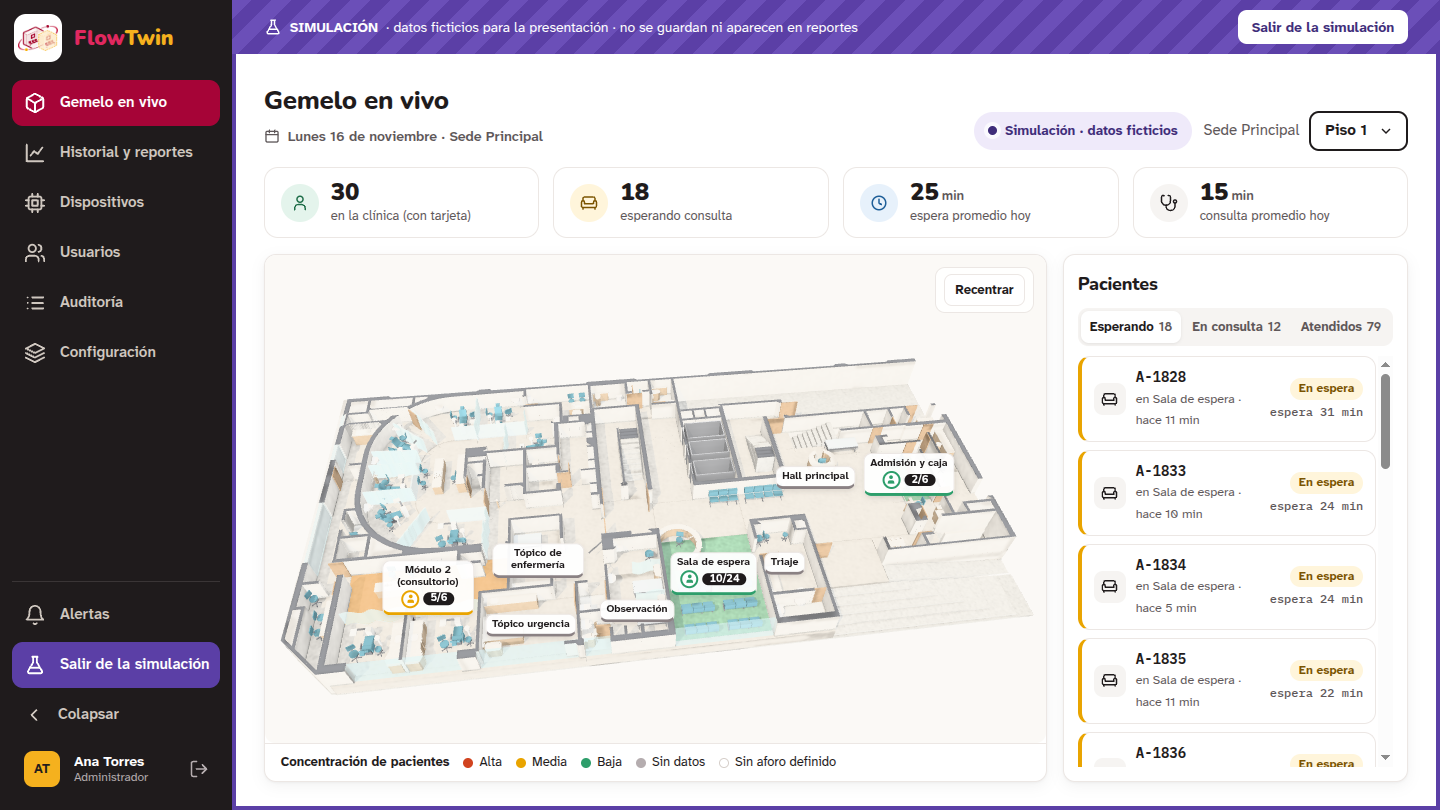 FlowTwin
SIMULACIÓN · datos ficticios para la presentación · no se guardan ni aparecen en reportes
Salir de la simulación
Gemelo en vivo
Historial y reportes
Dispositivos
Usuarios
Auditoría
Configuración
Alertas
Salir de la simulación
Colapsar
AT
Ana Torres
Administrador
Gemelo en vivo
Lunes 16 de noviembre · Sede Principal
Simulación · datos ficticios
Sede Principal
Piso 1
30
en la clínica (con tarjeta)
18
esperando consulta
25 min
espera promedio hoy
15 min
consulta promedio hoy
Recentrar
Hall principal
Admisión y caja
2/6
Tópico de
enfermería
Módulo 2
(consultorio)
5/6
Sala de espera
10/24
Triaje
Observación
Tópico urgencia
Concentración de pacientes
Alta
Media
Baja
Sin datos
Sin aforo definido
Pacientes
Esperando 18
En consulta 12
Atendidos 79
A-1828
en Sala de espera ·
hace 11 min
En espera
espera 31 min
A-1833
en Sala de espera ·
hace 10 min
En espera
espera 24 min
A-1834
en Sala de espera ·
hace 5 min
En espera
espera 24 min
A-1835
en Sala de espera ·
hace 11 min
En espera
espera 22 min
A-1836
En espera